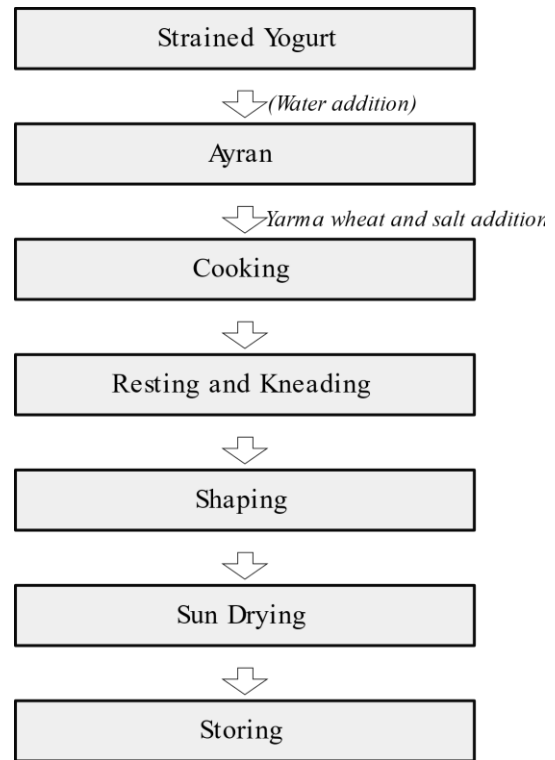 Strained Yogurt
(Water addition)
Ayran
Yarma wheat and salt addition
Cooking
Resting and Kneading
Shaping
Sun Drying
Storing